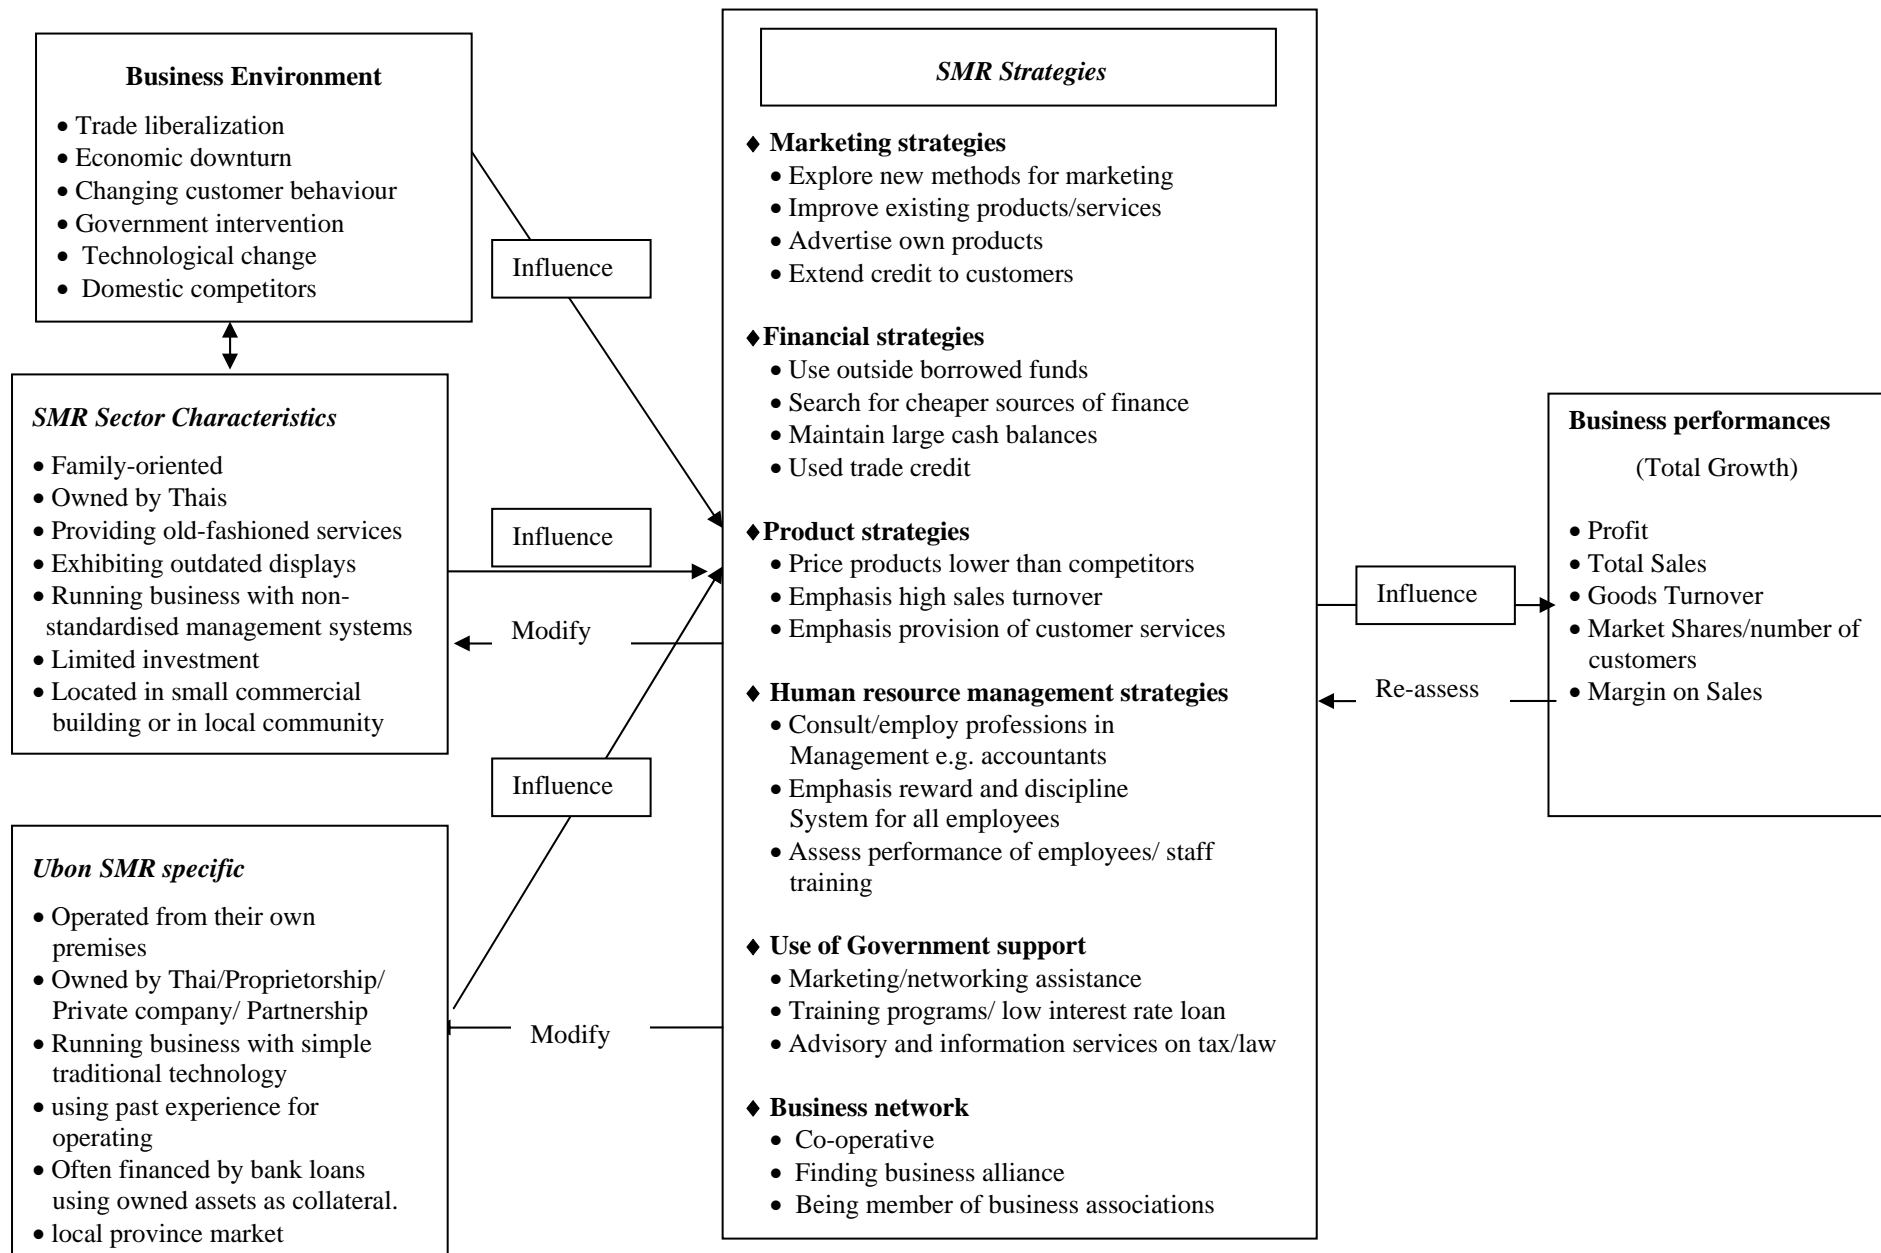 Business Environment
• Trade liberalization
• Economic downturn
• Changing customer behaviour
• Government intervention
• Technological change
• Domestic competitors
SMR Sector Characteristics
• Family-oriented
• Owned by Thais
• Providing old-fashioned services
• Exhibiting outdated displays
• Running business with non-
standardised management systems
• Limited investment
• Located in small commercial
building or in local community
Ubon SMR specific
• Operated from their own
premises
• Owned by Thai/Proprietorship/
Private company/ Partnership
• Running business with simple
traditional technology
• using past experience for
operating
• Often financed by bank loans
using owned assets as collateral.
• local province market
Influence
Influence
Modify
Influence
Modify
SMR Strategies
♦ Marketing strategies
• Explore new methods for marketing
• Improve existing products/services
• Advertise own products
• Extend credit to customers
♦Financial strategies
• Use outside borrowed funds
• Search for cheaper sources of finance
• Maintain large cash balances
• Used trade credit
♦Product strategies
• Price products lower than competitors
• Emphasis high sales turnover
• Emphasis provision of customer services
♦ Human resource management strategies
• Consult/employ professions in
Management e.g. accountants
• Emphasis reward and discipline
System for all employees
• Assess performance of employees/ staff
training
♦ Use of Government support
• Marketing/networking assistance
• Training programs/ low interest rate loan
• Advisory and information services on tax/law
♦ Business network
• Co-operative
• Finding business alliance
• Being member of business associations
Influence
Re-assess
Business performances
(Total Growth)
• Profit
• Total Sales
• Goods Turnover
• Market Shares/number of
customers
• Margin on Sales